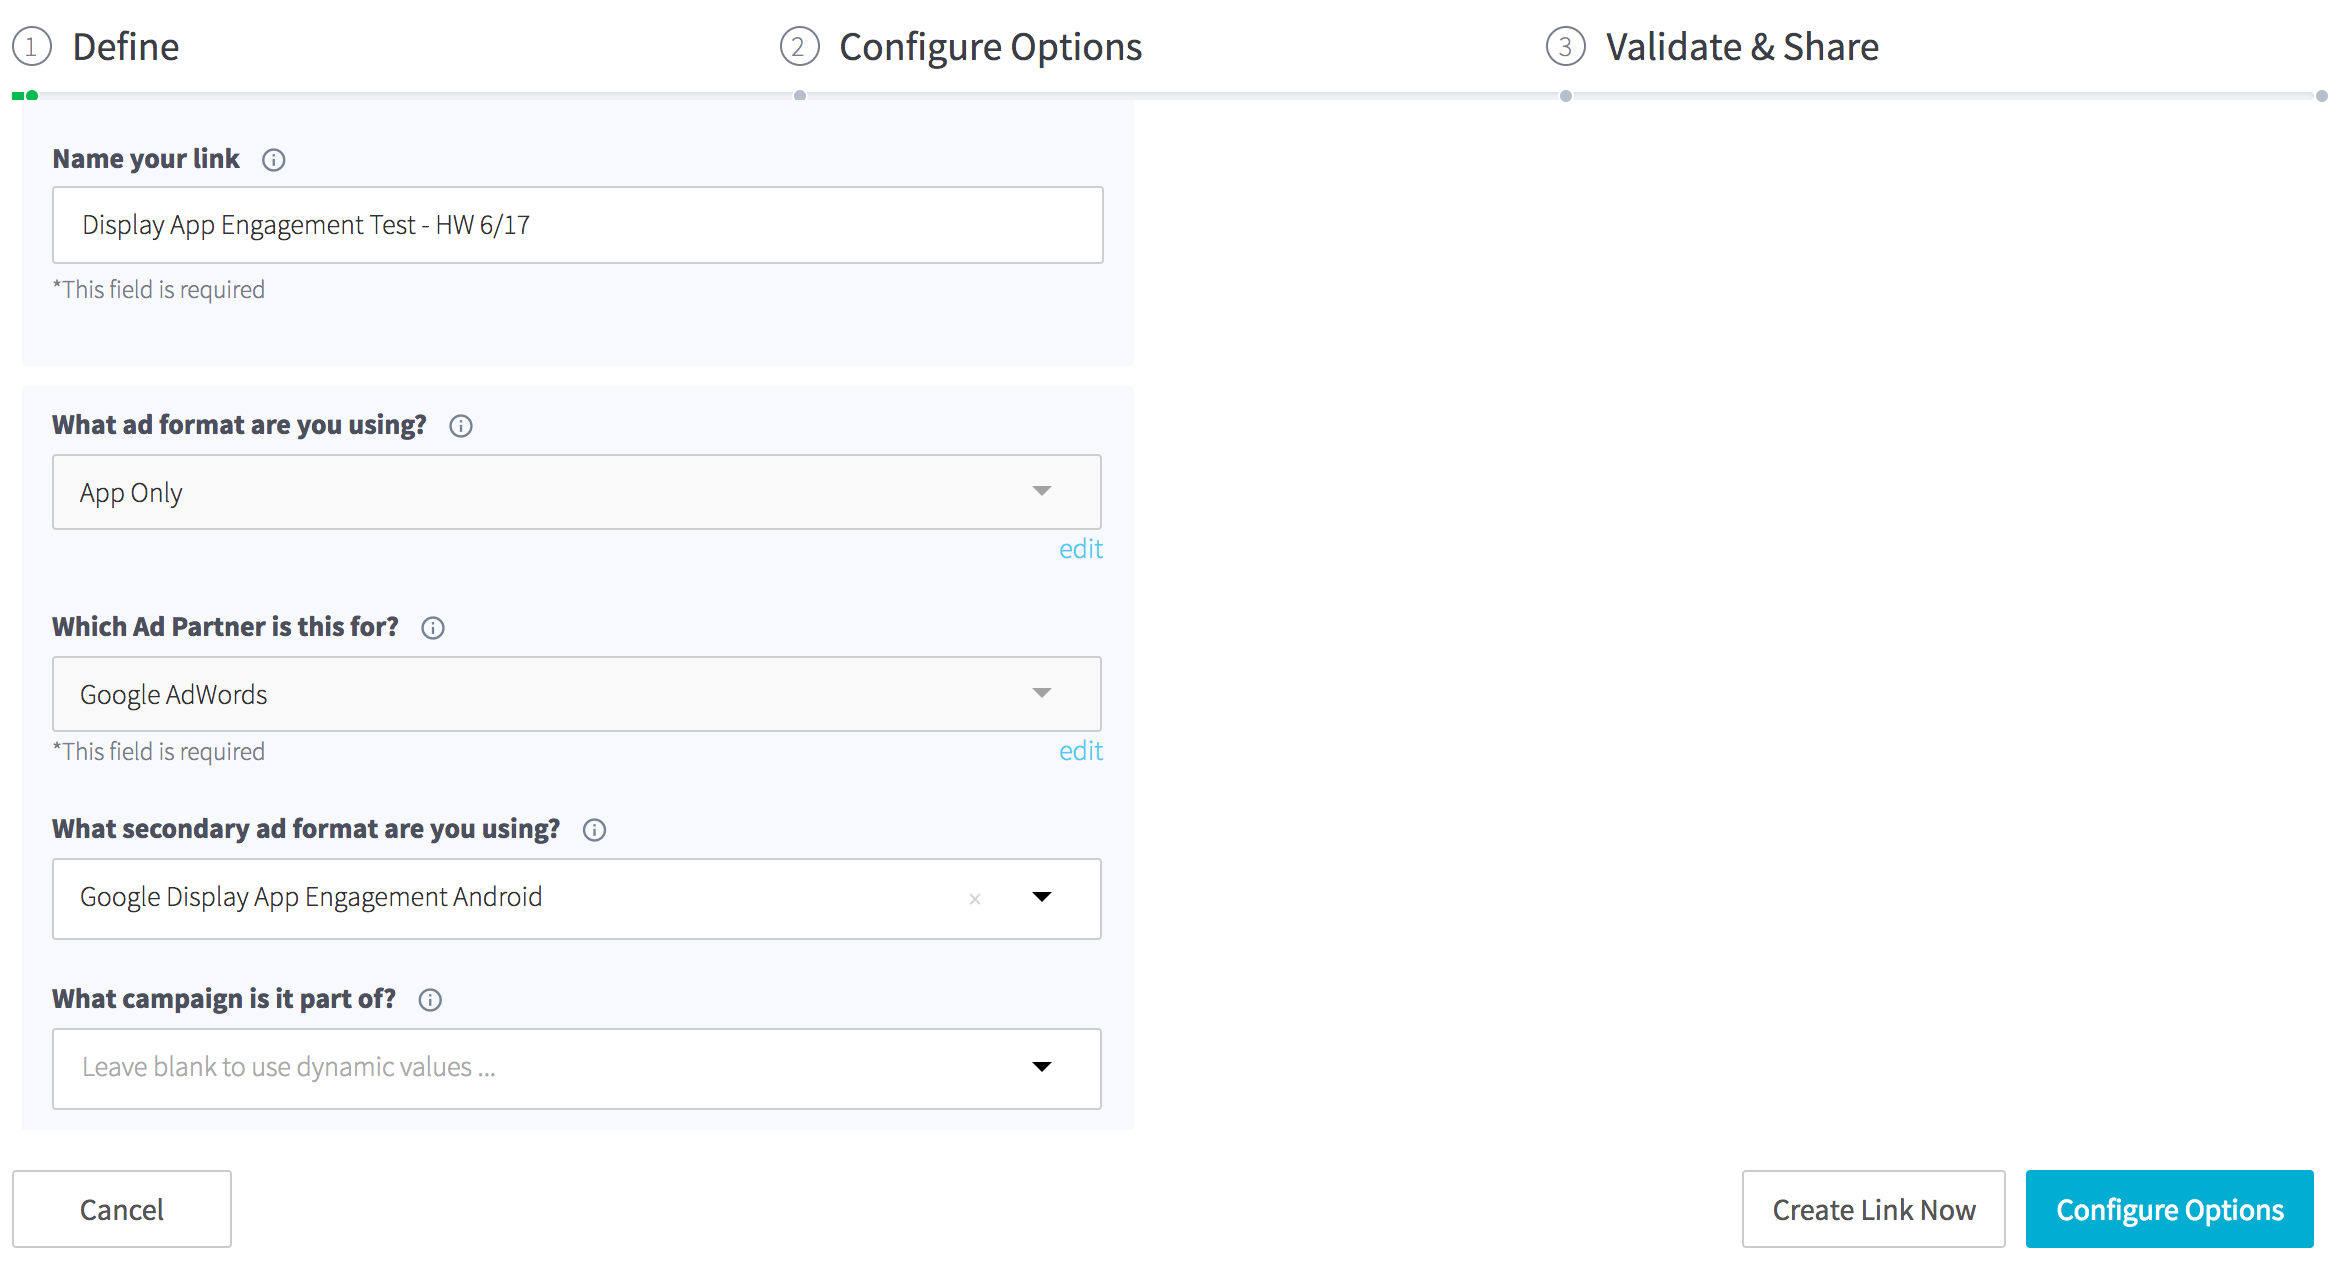 1 Define
2 Configure Options
3 Validate & Share
Name your link
Display App Engagement Test - HW 6/17
*This field is required
What ad format are you using?
App Only
edit
Which Ad Partner is this for?
Google AdWords
*This field is required
edit
What secondary ad format are you using?
Google Display App Engagement Android
What campaign is it part of?
Leave blank to use dynamic values ...
Cancel
Create Link Now
Configure Options